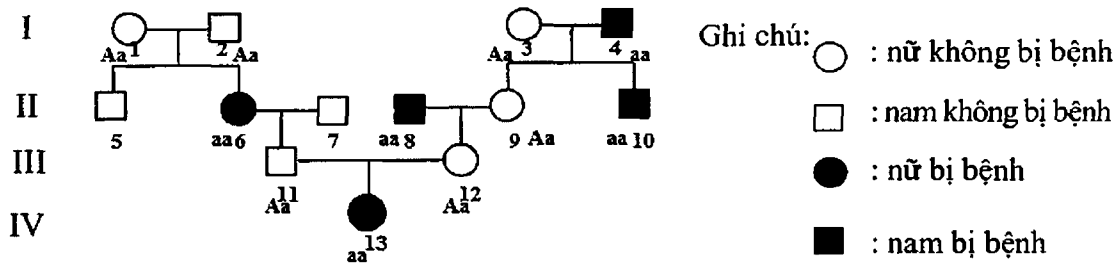 I
Aa 1 2 Aa Aa 3 4 aa
II
5 aa 6 7 aa 8 9 Aa aa 10
III
Aa 11 Aa 12
IV
aa 13
Ghi chú:
: nữ không bị bệnh
: nam không bị bệnh
: nữ bị bệnh
: nam bị bệnh